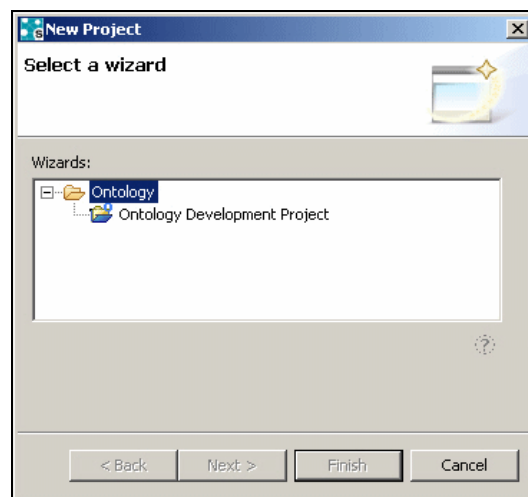 New Project
Select a wizard
Wizards:
Ontology
Ontology Development Project
< Back Next > Finish Cancel